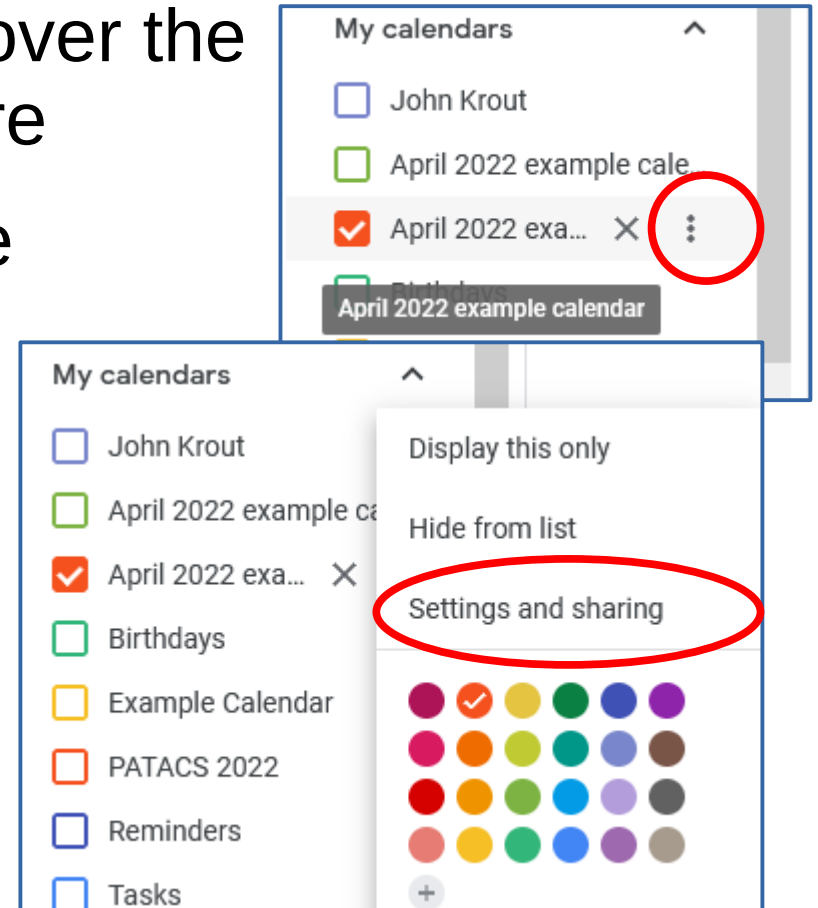 over the
re
e
My calendars
John Krout
April 2022 example cale...
April 2022 exa...
Birthdays
April 2022 example calendar
My calendars
John Krout
April 2022 example ca
April 2022 exa...
Birthdays
Example Calendar
PATACS 2022
Reminders
Tasks
Display this only
Hide from list
Settings and sharing